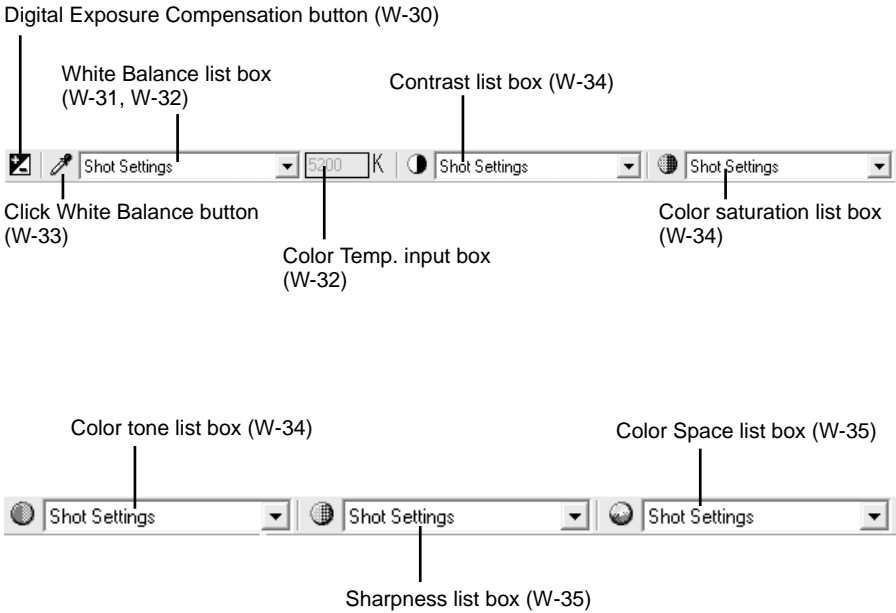 Digital Exposure Compensation button (W-30)
White Balance list box
(W-31, W-32)
Contrast list box (W-34)
Shot Settings
5200 K
Shot Settings
Shot Settings
Click White Balance button
(W-33)
Color Temp. input box
(W-32)
Color saturation list box
(W-34)
Color tone list box (W-34)
Color Space list box (W-35)
Shot Settings
Shot Settings
Shot Settings
Sharpness list box (W-35)